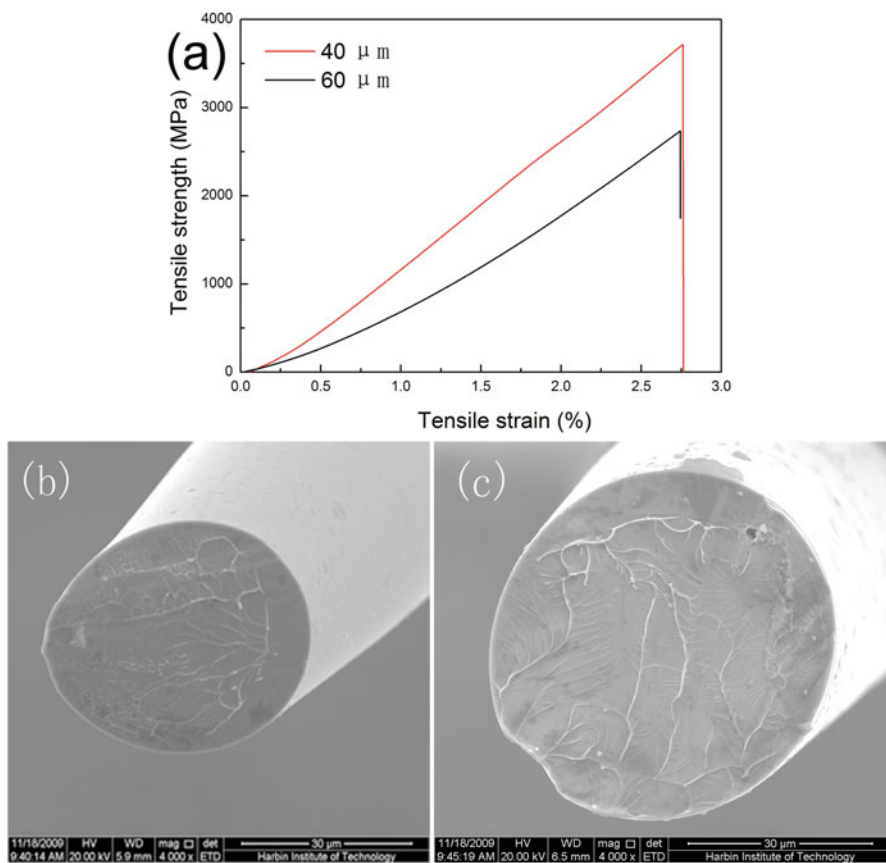 (a)
40 μm
60 μm
4000
3000
2000
1000
0
Tensile strength (MPa)
0.0 0.5 1.0 1.5 2.0 2.5 3.0
Tensile strain (%)
(b)
11/18/2009 HV WD mag □ det 30 μm
9:40:14 AM 20.00 kV 5.9 mm 4 000 x ETD Harbin Institute of Technology
(c)
11/18/2009 HV WD mag □ det 30 μm
9:45:19 AM 20.00 kV 6.5 mm 4 000 x ETD Harbin Institute of Technology